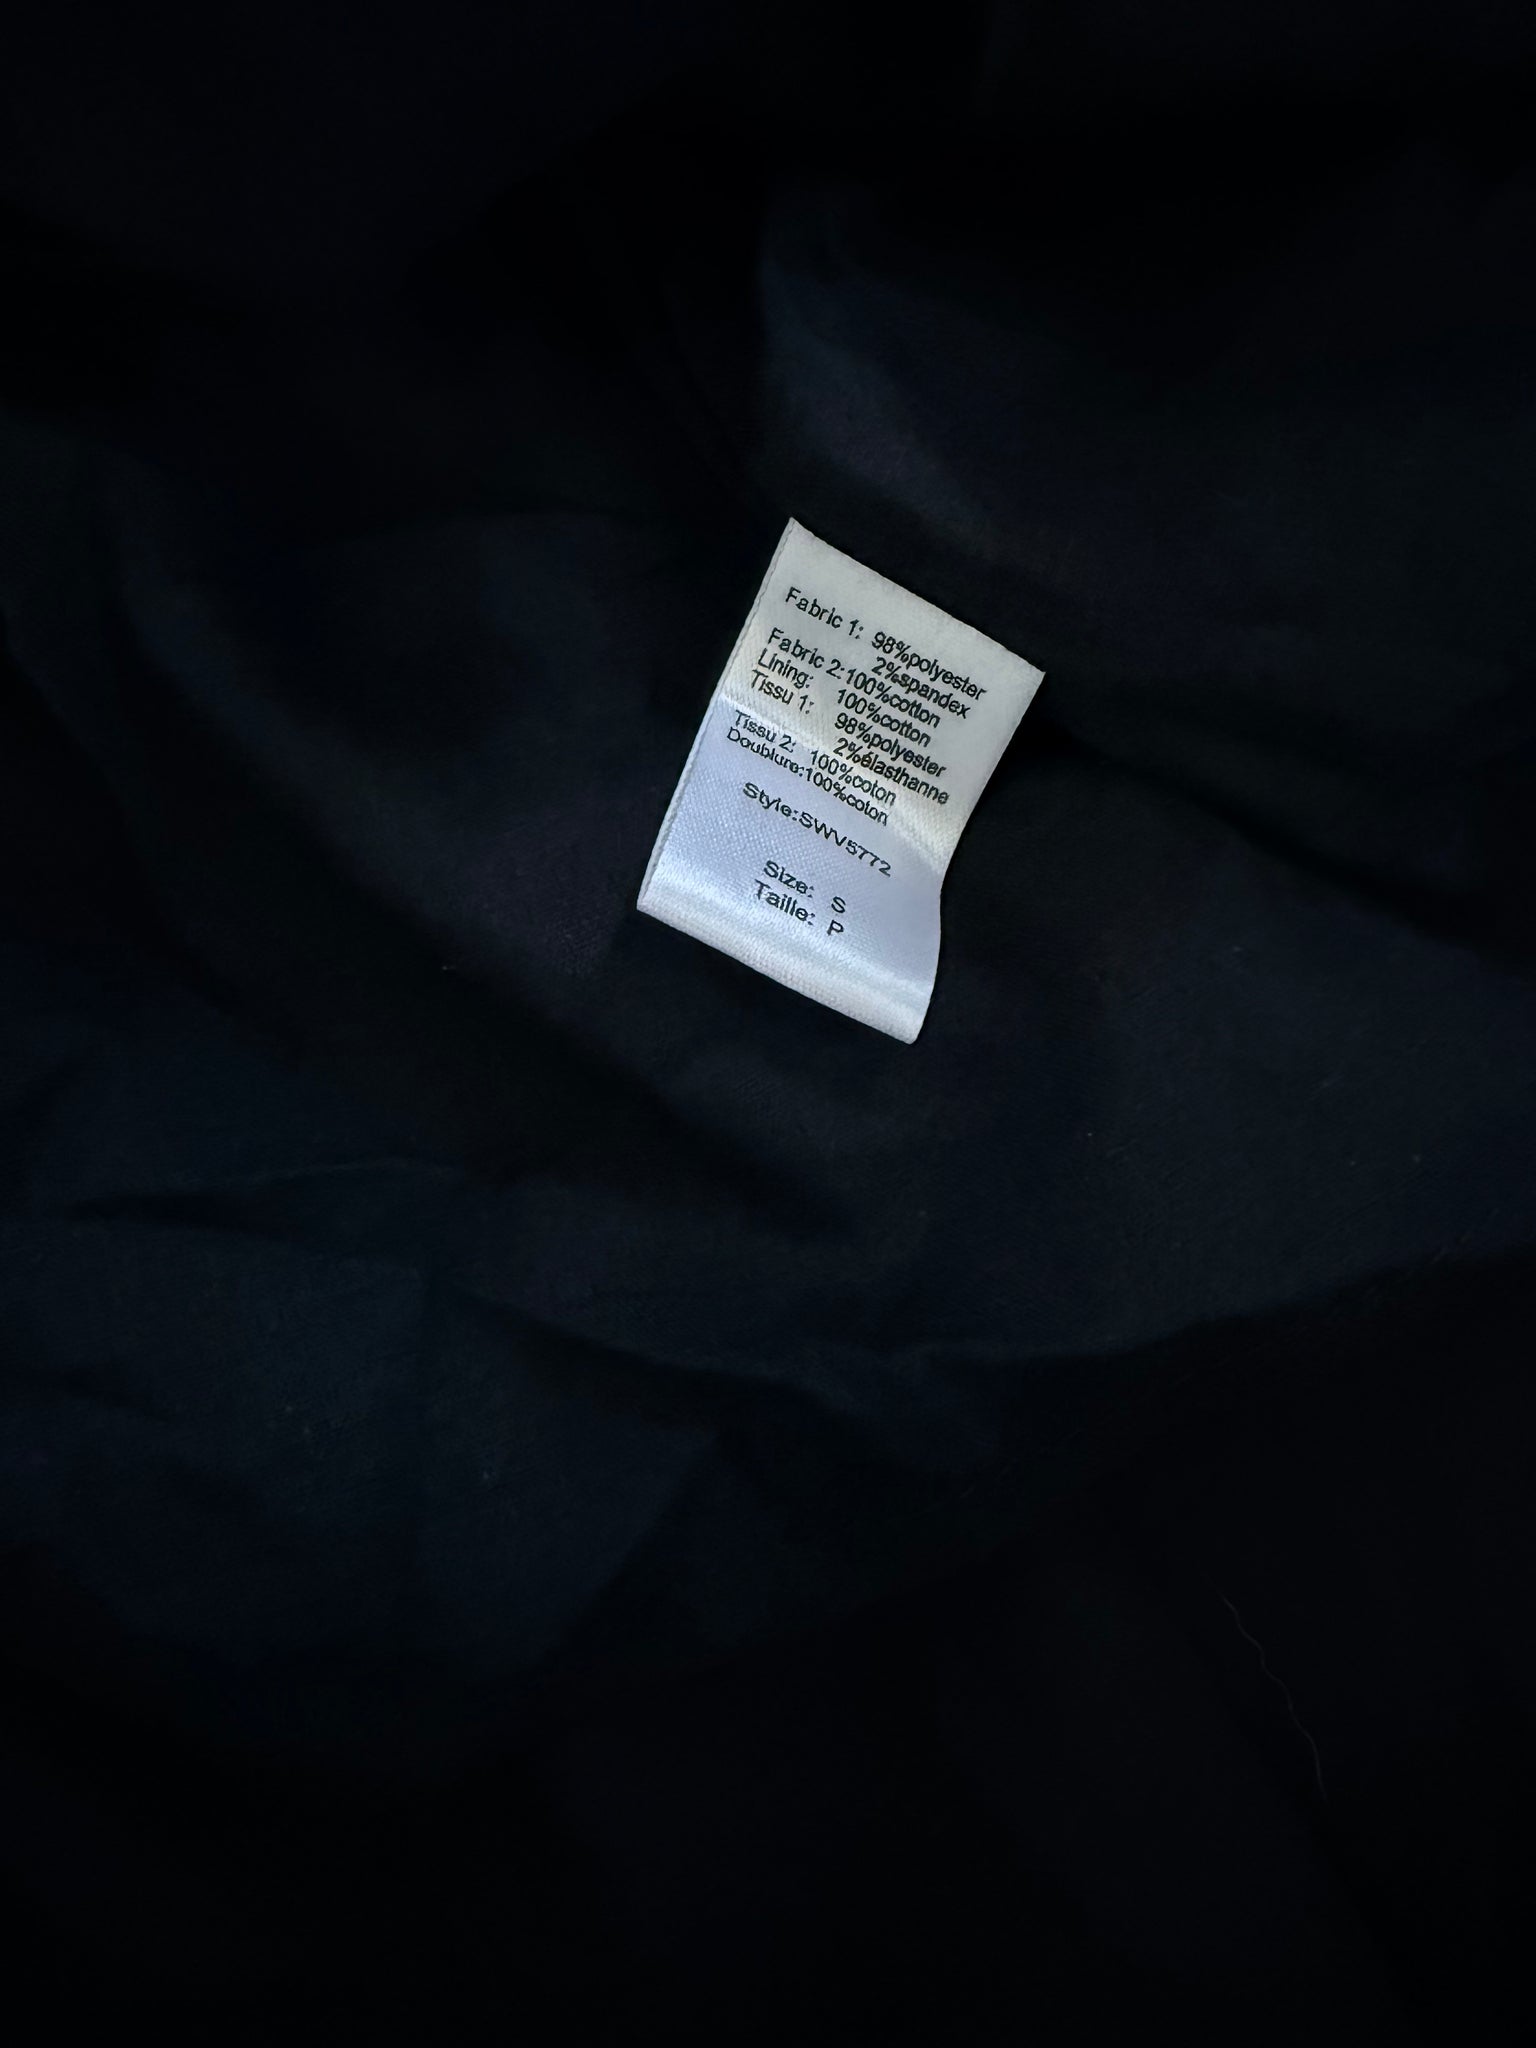 Fabric 1: 98%polyester
2%spandex
Fabric 2:100%cotton
Lining: 100%cotton
Tissu 1: 98%polyester
2%élasthanne
Tissu 2: 100%coton
Doublure:100%coton
Style:SWV5772
Size: S
Taille: P